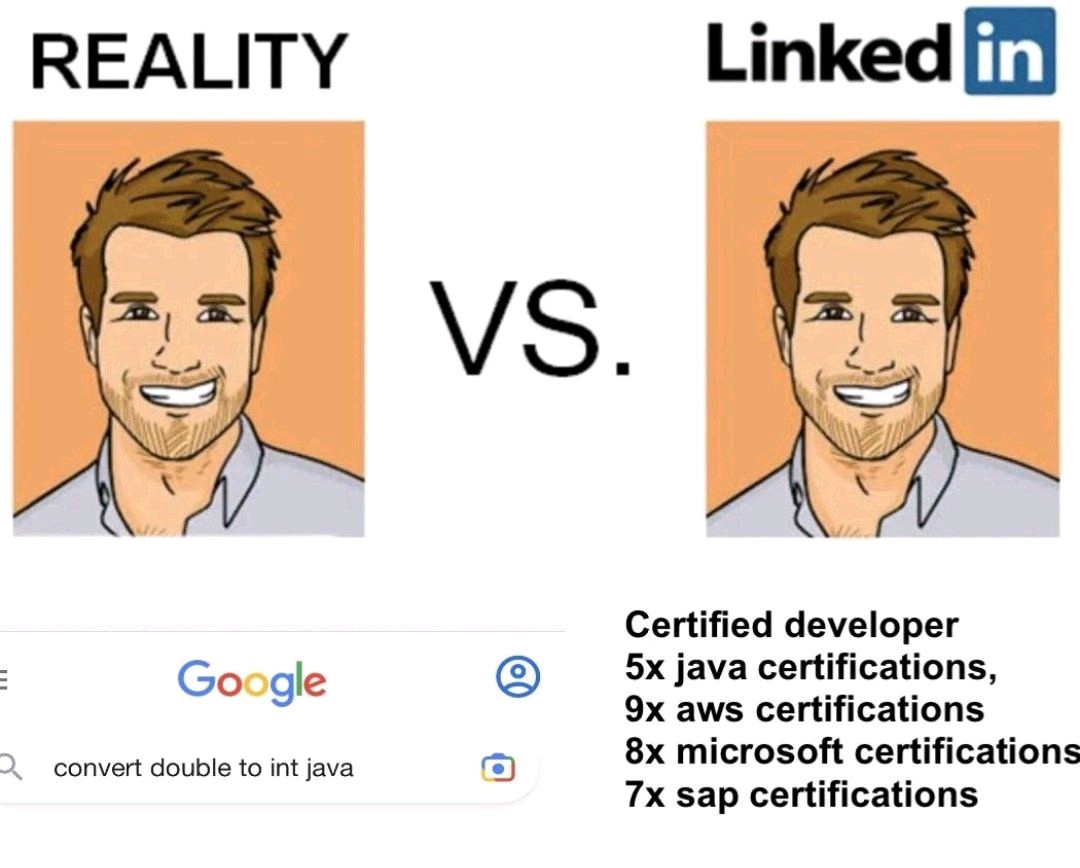 REALITY
Linked in
VS.
Google
convert double to int java
Certified developer
5x java certifications,
9x aws certifications
8x microsoft certifications
7x sap certifications